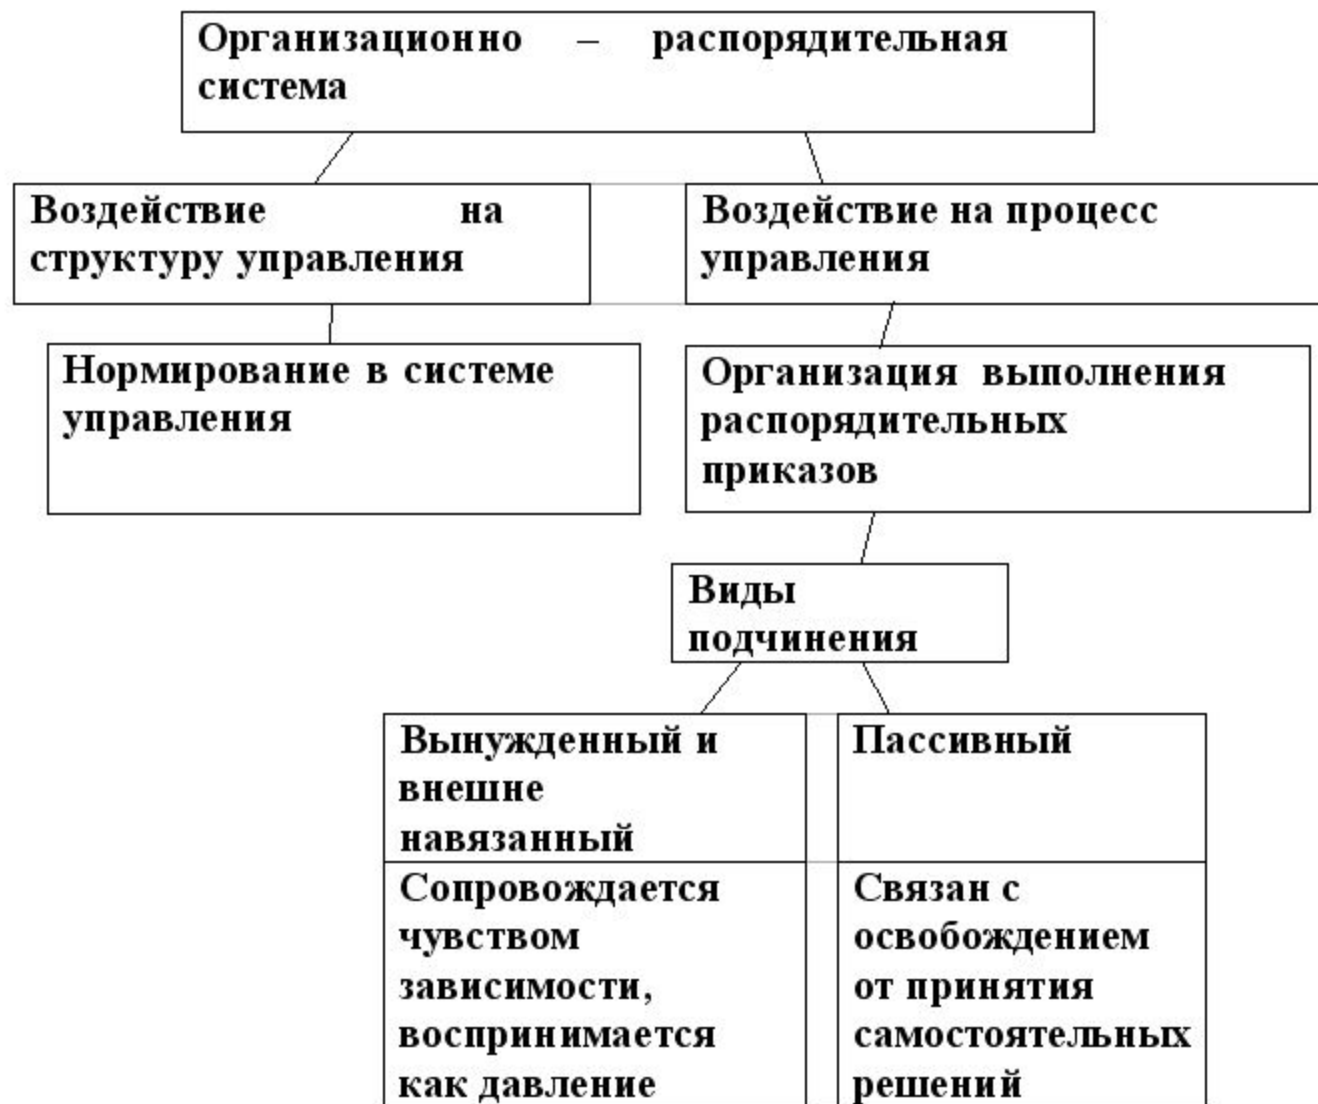 Организационно – распорядительная
система
Воздействие на
структуру управления
Воздействие на процесс
управления
Нормирование в системе
управления
Организация выполнения
распорядительных
приказов
Виды
подчинения
Вынужденный и
внешне
навязанный
Пассивный
Сопровождается
чувством
зависимости,
воспринимается
как давление
Связан с
освобождением
от принятия
самостоятельных
решений